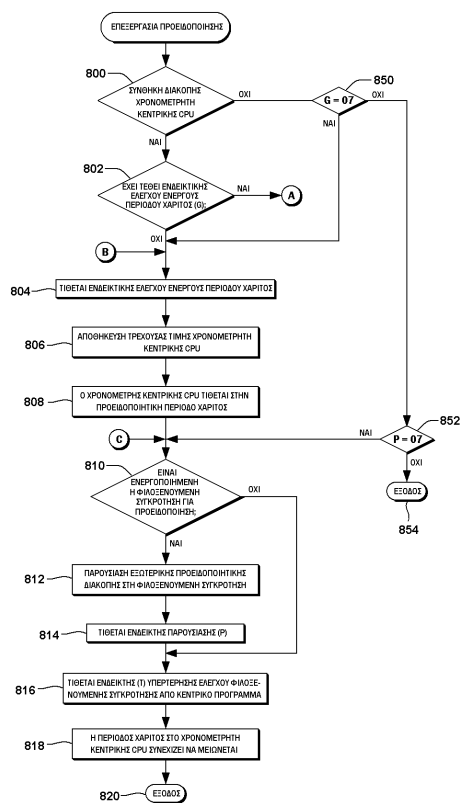 ΕΠΕΞΕΡΓΑΣΙΑ ΠΡΟΕΙΔΟΠΟΙΗΣΗΣ
800
ΣΥΝΘΗΚΗ ΔΙΑΚΟΠΗΣ
ΧΡΟΝΟΜΕΤΡΗΤΗ
ΚΕΝΤΡΙΚΗΣ CPU
ΟΧΙ
850
G = 0?
ΟΧΙ
ΝΑΙ
ΝΑΙ
802
ΕΧΕΙ ΤΕΘΕΙ ΕΝΔΕΙΚΤΙΚΗΣ
ΕΛΕΓΧΟΥ ΕΝΕΡΓΟΥΣ
ΠΕΡΙΟΔΟΥ ΧΑΡΙΤΟΣ (G);
ΝΑΙ
A
ΟΧΙ
B
804
ΤΙΘΕΤΑΙ ΕΝΔΕΙΚΤΙΚΗΣ ΕΛΕΓΧΟΥ ΕΝΕΡΓΟΥΣ ΠΕΡΙΟΔΟΥ ΧΑΡΙΤΟΣ
806
ΑΠΟΘΗΚΕΥΣΗ ΤΡΕΧΟΥΣΑΣ ΤΙΜΗΣ ΧΡΟΝΟΜΕΤΡΗΤΗ
ΚΕΝΤΡΙΚΗΣ CPU
808
Ο ΧΡΟΝΟΜΕΤΡΗΣ ΚΕΝΤΡΙΚΗΣ CPU ΤΙΘΕΤΑΙ ΣΤΗΝ
ΠΡΟΕΙΔΟΠΟΙΗΤΙΚΗ ΠΕΡΙΟΔΟ ΧΑΡΙΤΟΣ
C
ΝΑΙ
852
P = 0?
ΟΧΙ
ΕΞΟΔΟΣ
854
810
ΕΙΝΑΙ
ΕΝΕΡΓΟΠΟΙΗΜΕΝΗ
Η ΦΙΛΟΞΕΝΟΥΜΕΝΗ
ΣΥΓΚΡΟΤΗΣΗ ΓΙΑ
ΠΡΟΕΙΔΟΠΟΙΗΣΗ;
ΟΧΙ
ΝΑΙ
812
ΠΑΡΟΥΣΙΑΣΗ ΕΞΩΤΕΡΙΚΗΣ ΠΡΟΕΙΔΟΠΟΙΗΤΙΚΗΣ
ΔΙΑΚΟΠΗΣ ΣΤΗ ΦΙΛΟΞΕΝΟΥΜΕΝΗ ΣΥΓΚΡΟΤΗΣΗ
814
ΤΙΘΕΤΑΙ ΕΝΔΕΙΚΤΗΣ ΠΑΡΟΥΣΙΑΣΗΣ (P)
816
ΤΙΘΕΤΑΙ ΕΝΔΕΙΚΤΗΣ (T) ΥΠΕΡΤΕΡΗΣΗΣ ΕΛΕΓΧΟΥ ΦΙΛΟΞΕ-
ΝΟΥΜΕΝΗΣ ΣΥΓΚΡΟΤΗΣΗΣ ΑΠΟ ΚΕΝΤΡΙΚΟ ΠΡΟΓΡΑΜΜΑ
818
Η ΠΕΡΙΟΔΟΣ ΧΑΡΙΤΟΣ ΣΤΟ ΧΡΟΝΟΜΕΤΡΗΤΗ
ΚΕΝΤΡΙΚΗΣ CPU ΣΥΝΕΧΙΖΕΙ ΝΑ ΜΕΙΩΝΕΤΑΙ
820
ΕΞΟΔΟΣ